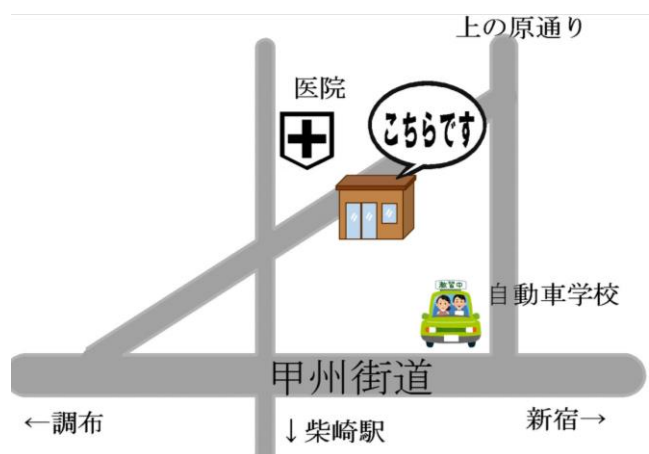 上の原通り
医院
こちらです
教習中
自動車学校
甲州街道
←調布
↓柴崎駅
新宿→